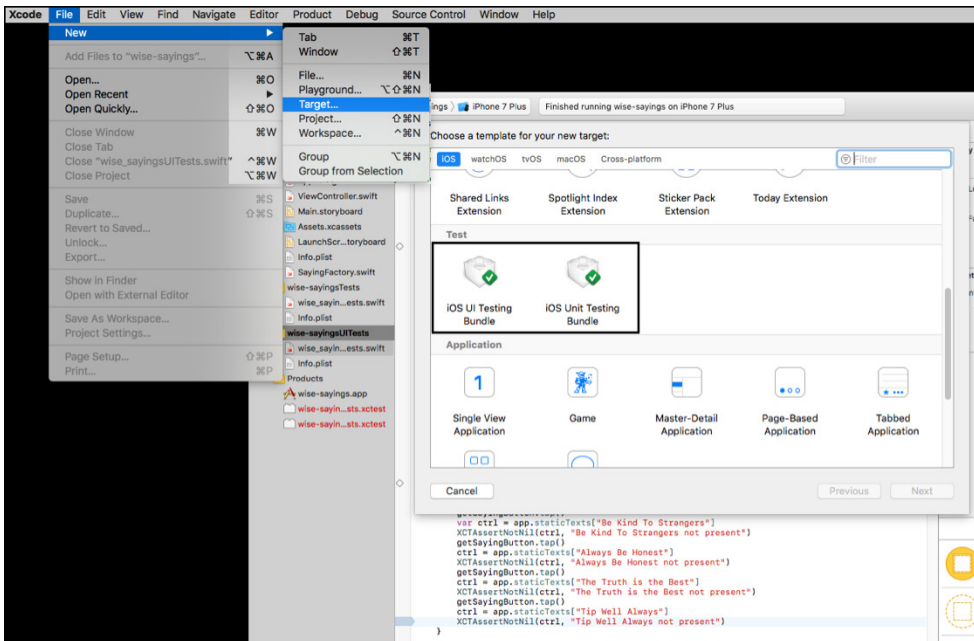 Xcode File Edit View Find Navigate Editor Product Debug Source Control Window Help
New
Add Files to "wise-sayings"... ⌥⌘A
Open... ⌘O
Open Recent
Open Quickly... ⇧⌘O
Close Window ⌘W
Close Tab
Close "wise_sayingsUITests.swift" ^⌘W
Close Project ⌥⌘W
Save ⌘S
Duplicate... ⇧⌘S
Revert to Saved...
Unlock...
Export...
Show in Finder
Open with External Editor
Save As Workspace...
Project Settings...
Page Setup... ⇧⌘P
Print... ⌘P
Tab ⌘T
Window ⇧⌘T
File... ⌘N
Playground... ⌥⇧⌘N
Target...
Project... ⇧⌘N
Workspace... ^⌘N
Group ⌥⌘N
Group from Selection
ings iPhone 7 Plus Finished running wise-sayings on iPhone 7 Plus
ViewController.swift
Main.storyboard
Assets.xcassets
LaunchScr...toryboard
Info.plist
SayingFactory.swift
wise-sayingsTests
wise_sayin...ests.swift
Info.plist
wise-sayingsUITests
wise_sayin...ests.swift
Info.plist
Products
wise-sayings.app
wise-sayin...sts.xctest
wise-sayin...sts.xctest
Choose a template for your new target:
iOS watchOS tvOS macOS Cross-platform Filter
Shared Links Extension
Spotlight Index Extension
Sticker Pack Extension
Today Extension
Test
iOS UI Testing Bundle
iOS Unit Testing Bundle
Application
1
Single View Application
Game
Master-Detail Application
Page-Based Application
Tabbed Application
Cancel Previous Next
var ctrl = app.staticTexts["Be Kind To Strangers"]
XCTAssertNotNil(ctrl, "Be Kind To Strangers not present")
getSayingButton.tap()
ctrl = app.staticTexts["Always Be Honest"]
XCTAssertNotNil(ctrl, "Always Be Honest not present")
getSayingButton.tap()
ctrl = app.staticTexts["The Truth is the Best"]
XCTAssertNotNil(ctrl, "The Truth is the Best not present")
getSayingButton.tap()
ctrl = app.staticTexts["Tip Well Always"]
XCTAssertNotNil(ctrl, "Tip Well Always not present")
}